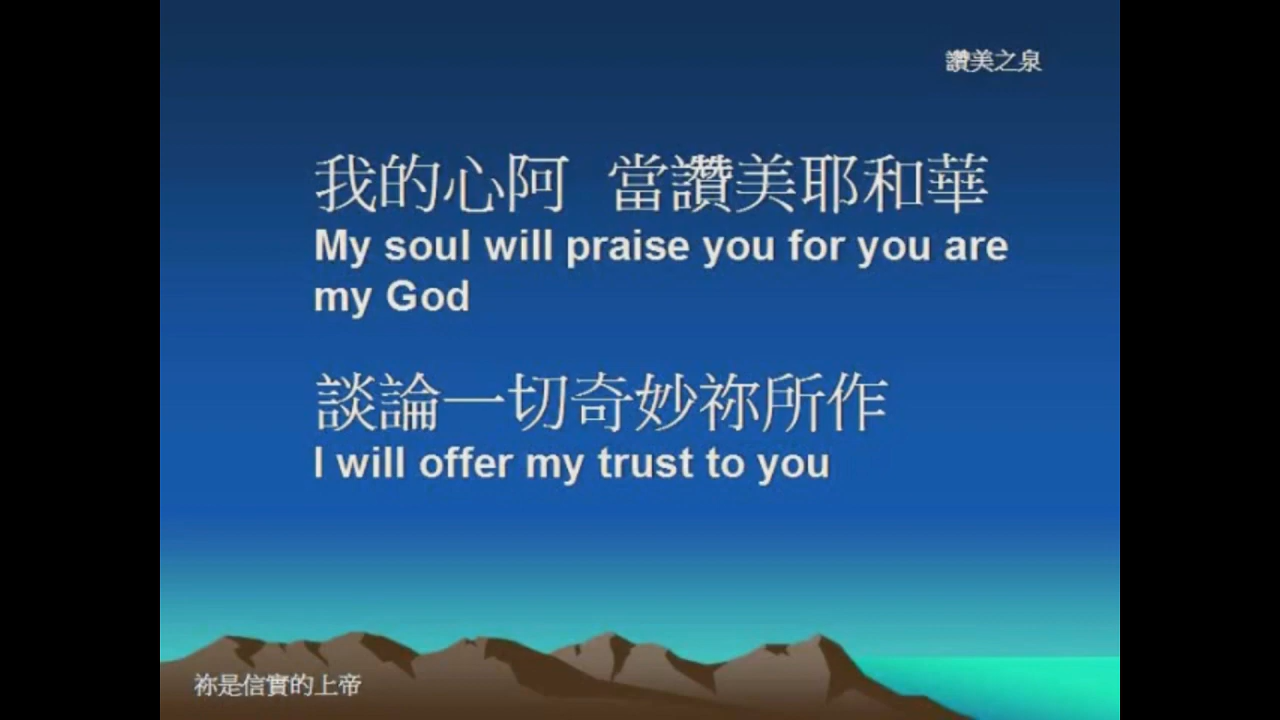 讚美之泉
我的心阿 當讚美耶和華
My soul will praise you for you are
my God
談論一切奇妙祢所作
I will offer my trust to you
祢是信實的上帝